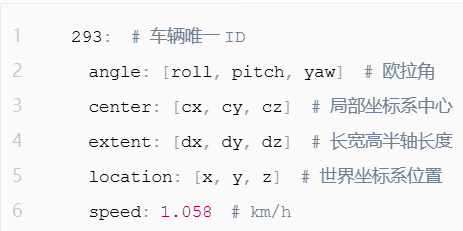 1 293: # 车辆唯一 ID
2 angle: [roll, pitch, yaw] # 欧拉角
3 center: [cx, cy, cz] # 局部坐标系中心
4 extent: [dx, dy, dz] # 长宽高半轴长度
5 location: [x, y, z] # 世界坐标系位置
6 speed: 1.058 # km/h